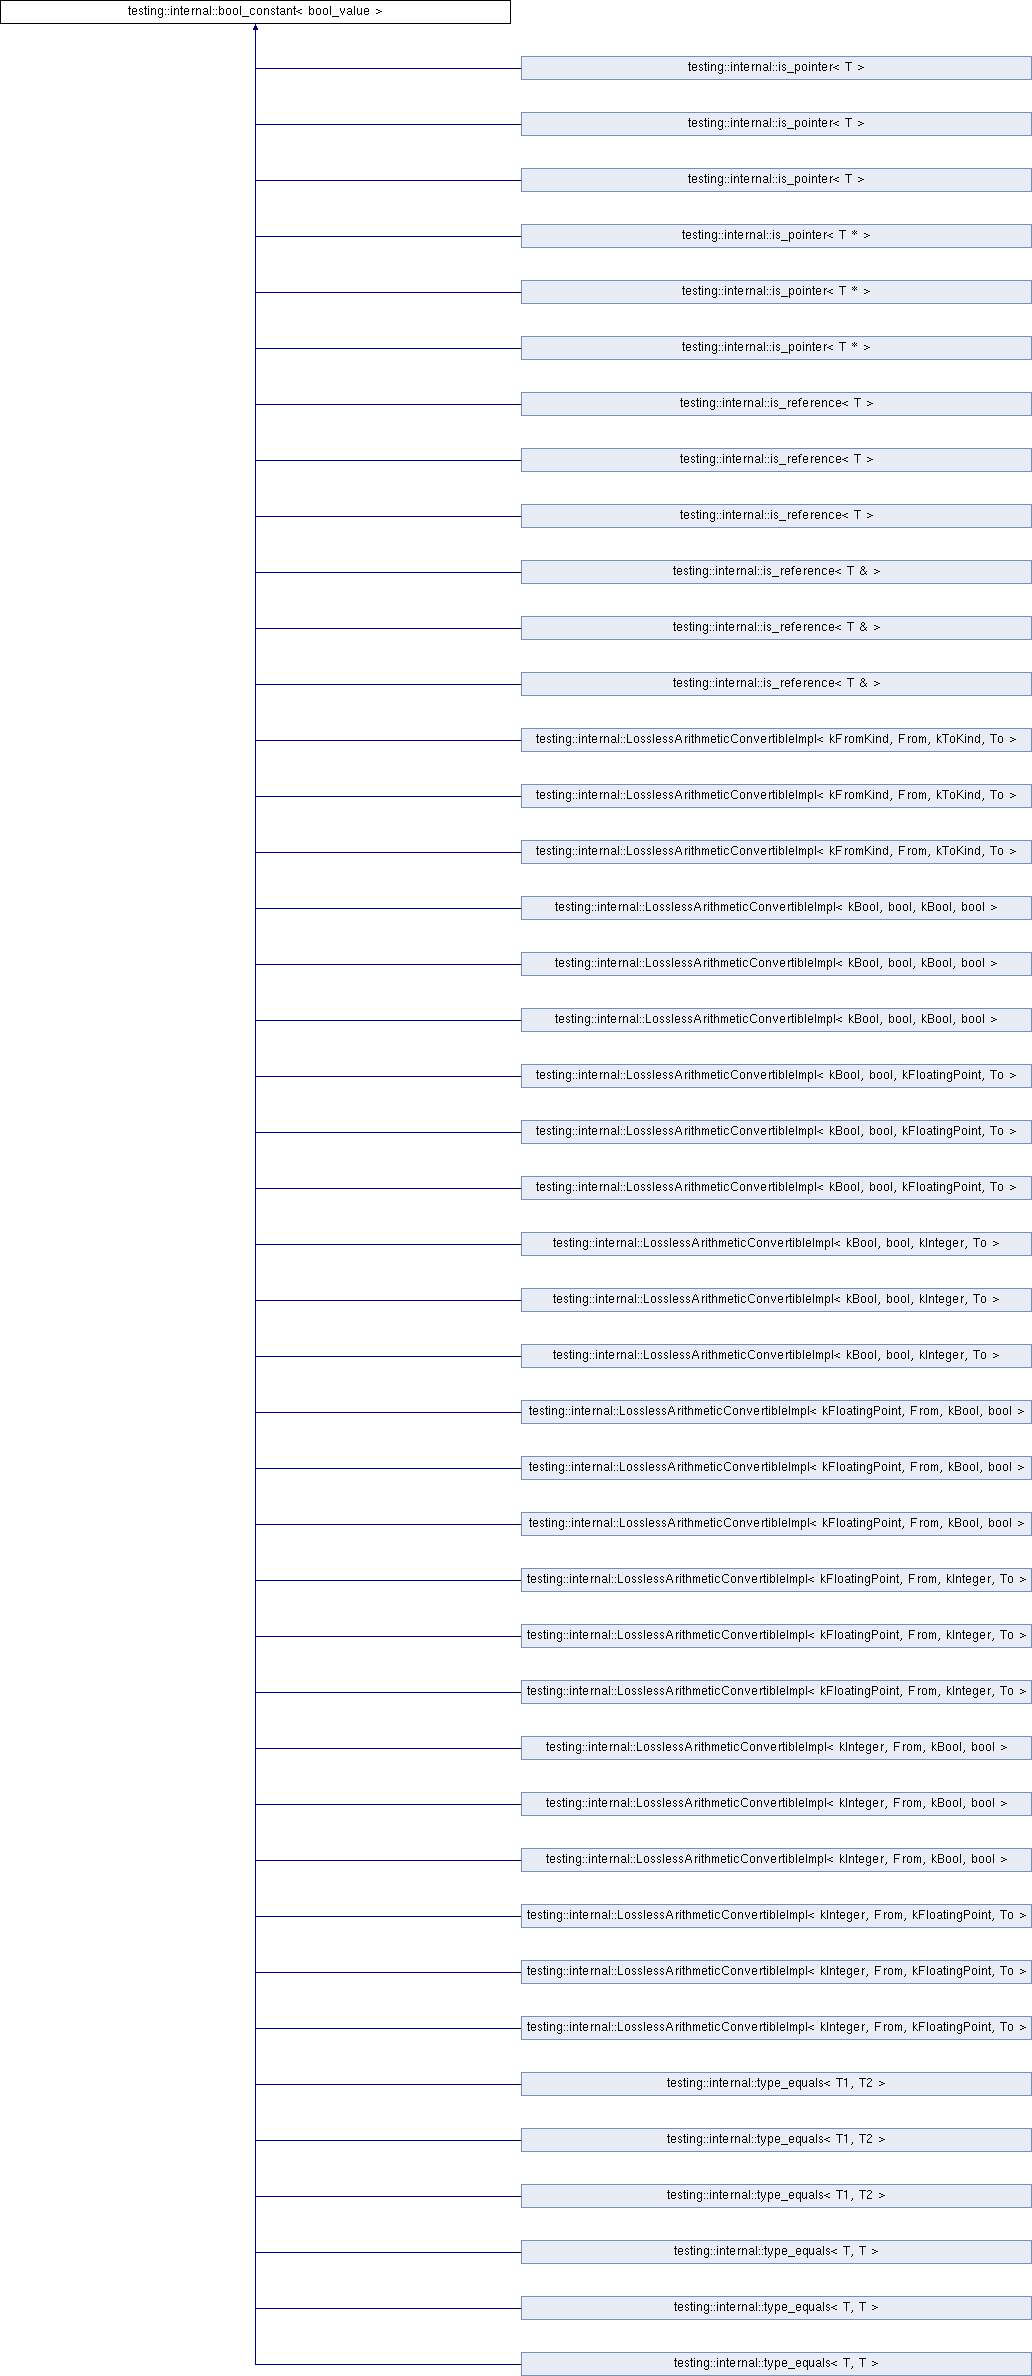 testing::internal::bool_constant< bool_value >
testing::internal::is_pointer< T >
testing::internal::is_pointer< T >
testing::internal::is_pointer< T >
testing::internal::is_pointer< T * >
testing::internal::is_pointer< T * >
testing::internal::is_pointer< T * >
testing::internal::is_reference< T >
testing::internal::is_reference< T >
testing::internal::is_reference< T >
testing::internal::is_reference< T & >
testing::internal::is_reference< T & >
testing::internal::is_reference< T & >
testing::internal::LosslessArithmeticConvertibleImpl< kFromKind, From, kToKind, To >
testing::internal::LosslessArithmeticConvertibleImpl< kFromKind, From, kToKind, To >
testing::internal::LosslessArithmeticConvertibleImpl< kFromKind, From, kToKind, To >
testing::internal::LosslessArithmeticConvertibleImpl< kBool, bool, kBool, bool >
testing::internal::LosslessArithmeticConvertibleImpl< kBool, bool, kBool, bool >
testing::internal::LosslessArithmeticConvertibleImpl< kBool, bool, kBool, bool >
testing::internal::LosslessArithmeticConvertibleImpl< kBool, bool, kFloatingPoint, To >
testing::internal::LosslessArithmeticConvertibleImpl< kBool, bool, kFloatingPoint, To >
testing::internal::LosslessArithmeticConvertibleImpl< kBool, bool, kFloatingPoint, To >
testing::internal::LosslessArithmeticConvertibleImpl< kBool, bool, kInteger, To >
testing::internal::LosslessArithmeticConvertibleImpl< kBool, bool, kInteger, To >
testing::internal::LosslessArithmeticConvertibleImpl< kBool, bool, kInteger, To >
testing::internal::LosslessArithmeticConvertibleImpl< kFloatingPoint, From, kBool, bool >
testing::internal::LosslessArithmeticConvertibleImpl< kFloatingPoint, From, kBool, bool >
testing::internal::LosslessArithmeticConvertibleImpl< kFloatingPoint, From, kBool, bool >
testing::internal::LosslessArithmeticConvertibleImpl< kFloatingPoint, From, kInteger, To >
testing::internal::LosslessArithmeticConvertibleImpl< kFloatingPoint, From, kInteger, To >
testing::internal::LosslessArithmeticConvertibleImpl< kFloatingPoint, From, kInteger, To >
testing::internal::LosslessArithmeticConvertibleImpl< kInteger, From, kBool, bool >
testing::internal::LosslessArithmeticConvertibleImpl< kInteger, From, kBool, bool >
testing::internal::LosslessArithmeticConvertibleImpl< kInteger, From, kBool, bool >
testing::internal::LosslessArithmeticConvertibleImpl< kInteger, From, kFloatingPoint, To >
testing::internal::LosslessArithmeticConvertibleImpl< kInteger, From, kFloatingPoint, To >
testing::internal::LosslessArithmeticConvertibleImpl< kInteger, From, kFloatingPoint, To >
testing::internal::type_equals< T1, T2 >
testing::internal::type_equals< T1, T2 >
testing::internal::type_equals< T1, T2 >
testing::internal::type_equals< T, T >
testing::internal::type_equals< T, T >
testing::internal::type_equals< T, T >